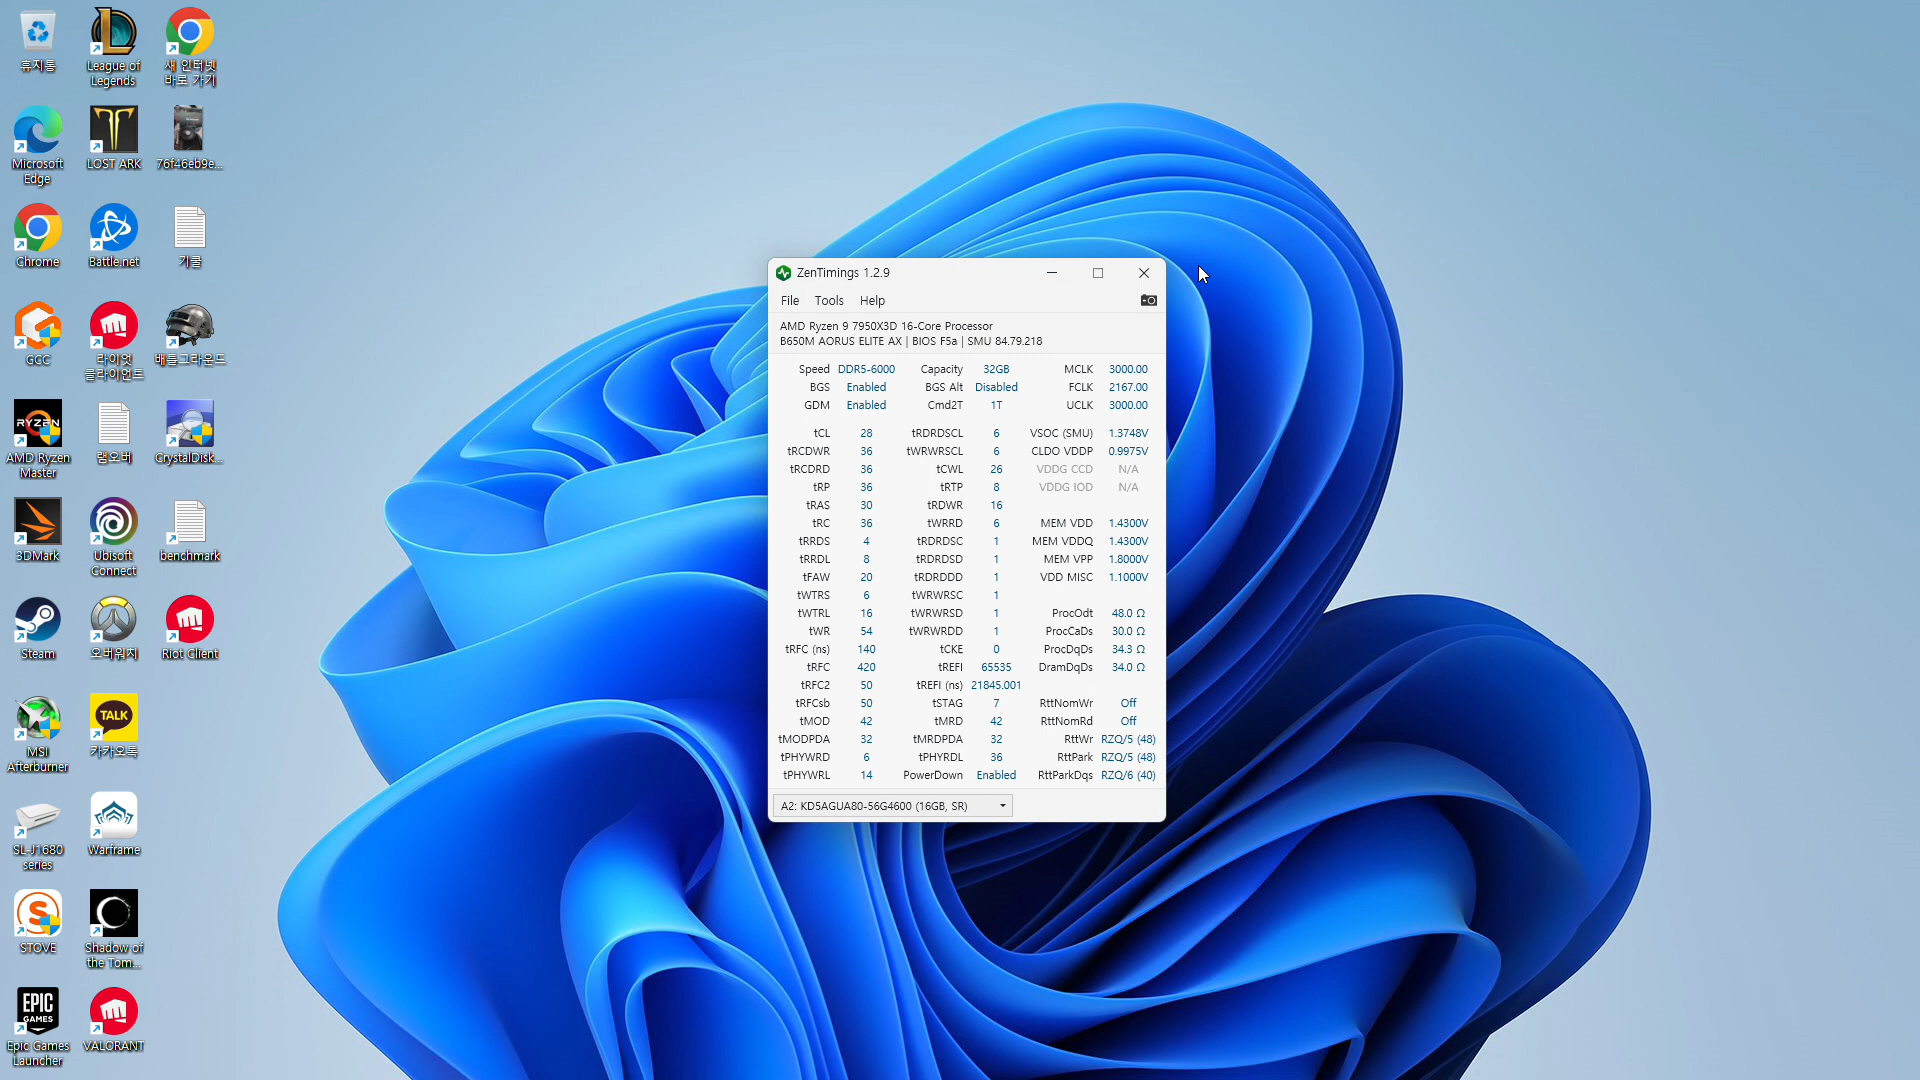 휴지통
League of
Legends
새 인터넷
바로 가기
Microsoft
Edge
LOST ARK
76f46eb9e...
Chrome
Battle.net
기쿨
GCC
라이엇
클라이언트
배틀그라운드
RYZEN
AMD Ryzen
Master
램오버
CrystalDisk...
3DMark
Ubisoft
Connect
benchmark
Steam
오버워치
Riot Client
MSI
Afterburner
TALK
카카오톡
SL-J1680
series
Warframe
STOVE
Shadow of
the Tom...
EPIC
GAMES
Epic Games
Launcher
VALORANT
ZenTimings 1.2.9
File Tools Help
AMD Ryzen 9 7950X3D 16-Core Processor
B650M AORUS ELITE AX | BIOS F5a | SMU 84.79.218
Speed DDR5-6000 Capacity 32GB MCLK 3000.00
BGS Enabled BGS Alt Disabled FCLK 2167.00
GDM Enabled Cmd2T 1T UCLK 3000.00
tCL 28 tRDRDSCL 6 VSOC (SMU) 1.3748V
tRCDWR 36 tWRWRSCL 6 CLDO VDDP 0.9975V
tRCDRD 36 tCWL 26 VDDG CCD N/A
tRP 36 tRTP 8 VDDG IOD N/A
tRAS 30 tRDWR 16
tRC 36 tWRRD 6 MEM VDD 1.4300V
tRRDS 4 tRDRDSC 1 MEM VDDQ 1.4300V
tRRDL 8 tRDRDSD 1 MEM VPP 1.8000V
tFAW 20 tRDRDDD 1 VDD MISC 1.1000V
tWTRS 6 tWRWRSC 1
tWTRL 16 tWRWRSD 1 ProcOdt 48.0 Ω
tWR 54 tWRWRDD 1 ProcCaDs 30.0 Ω
tRFC (ns) 140 tCKE 0 ProcDqDs 34.3 Ω
tRFC 420 tREFI 65535 DramDqDs 34.0 Ω
tRFC2 50 tREFI (ns) 21845.001
tRFCsb 50 tSTAG 7 RttNomWr Off
tMOD 42 tMRD 42 RttNomRd Off
tMODPDA 32 tMRDPDA 32 RttWr RZQ/5 (48)
tPHYWRD 6 tPHYRDL 36 RttPark RZQ/5 (48)
tPHYWRL 14 PowerDown Enabled RttParkDqs RZQ/6 (40)
A2: KD5AGUA80-56G4600 (16GB, SR)